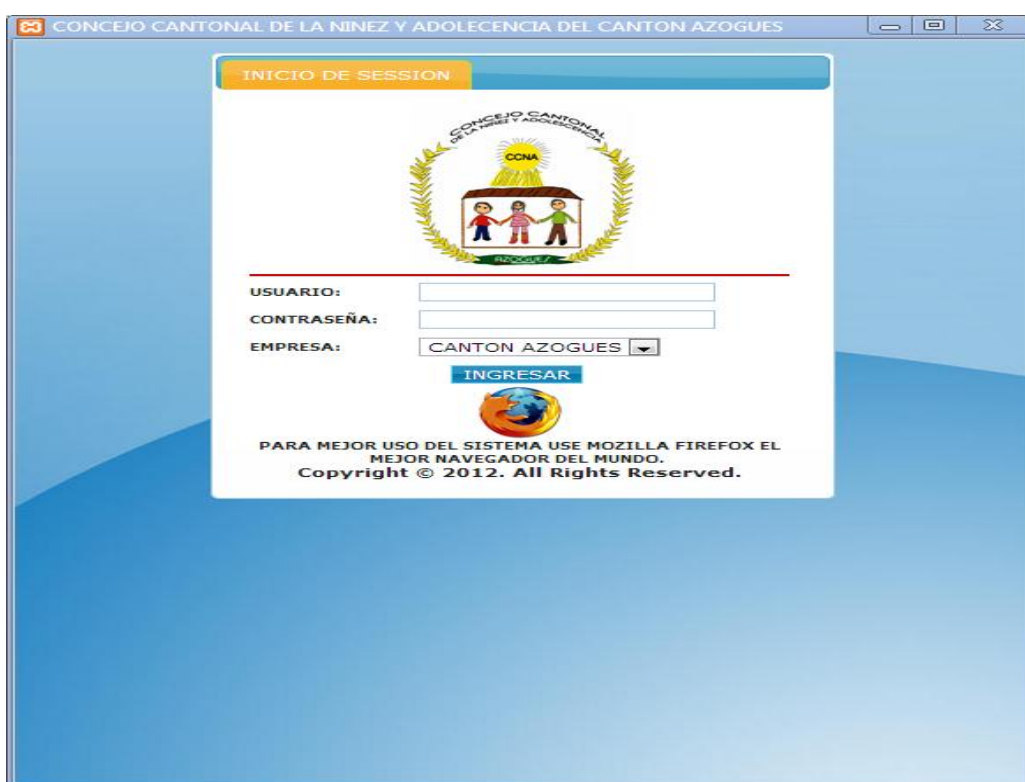 CONCEJO CANTONAL DE LA NINEZ Y ADOLECENCIA DEL CANTON AZOGUES
INICIO DE SESSION
CONCEJO CANTONAL
DE LA NIÑEZ Y ADOLESCENCIA
CCNA
AZOGUES
USUARIO:
CONTRASEÑA:
EMPRESA: CANTON AZOGUES
INGRESAR
PARA MEJOR USO DEL SISTEMA USE MOZILLA FIREFOX EL
MEJOR NAVEGADOR DEL MUNDO.
Copyright © 2012. All Rights Reserved.